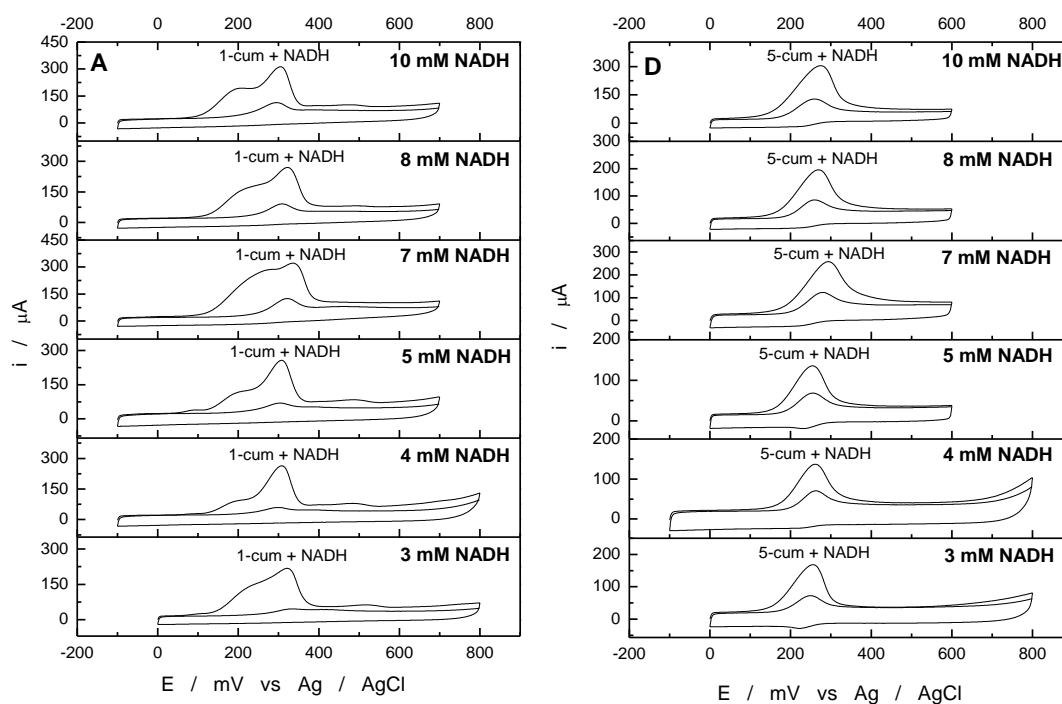 -200 0 200 400 600 800
A 1-cum + NADH 10 mM NADH
450
300
150
0
1-cum + NADH 8 mM NADH
300
150
0
450
1-cum + NADH 7 mM NADH
300
150
0
1-cum + NADH 5 mM NADH
300
150
0
1-cum + NADH 4 mM NADH
300
150
0
1-cum + NADH 3 mM NADH
300
150
0
-200 0 200 400 600 800
i / μA
E / mV vs Ag / AgCl
-200 0 200 400 600 800
D 5-cum + NADH 10 mM NADH
300
150
0
300
5-cum + NADH 8 mM NADH
200
100
0
5-cum + NADH 7 mM NADH
300
200
100
0
200
5-cum + NADH 5 mM NADH
100
0
200
5-cum + NADH 4 mM NADH
100
0
5-cum + NADH 3 mM NADH
200
100
0
-200 0 200 400 600 800
i / μA
E / mV vs Ag / AgCl